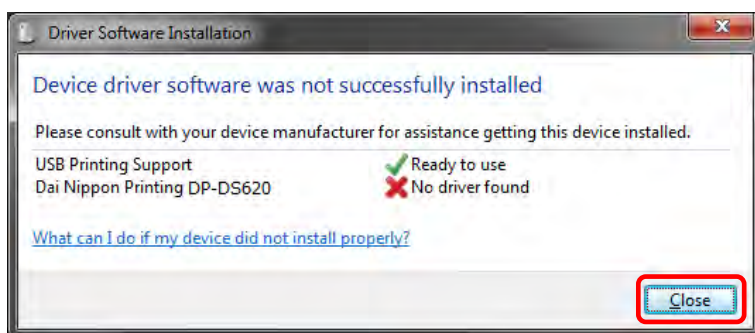 Driver Software Installation
Device driver software was not successfully installed
Please consult with your device manufacturer for assistance getting this device installed.
USB Printing Support Ready to use
Dai Nippon Printing DP-DS620 No driver found
What can I do if my device did not install properly?
Close